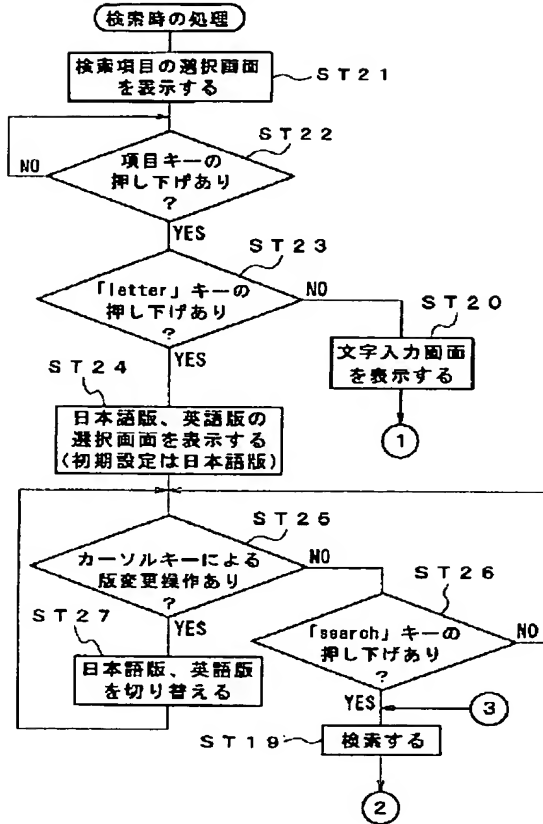 検索時の処理
検索項目の選択画面
を表示する
ST21
ST22
項目キーの
押し下げあり
?
NO
YES
ST23
「letter」キーの
押し下げあり
?
NO
YES
ST20
文字入力画面
を表示する
1
ST24
日本語版、英語版の
選択画面を表示する
(初期設定は日本語版)
ST25
カーソルキーによる
版変更操作あり
?
NO
YES
ST26
「search」キーの
押し下げあり
?
NO
YES
ST27
日本語版、英語版
を切り替える
3
ST19
検索する
2